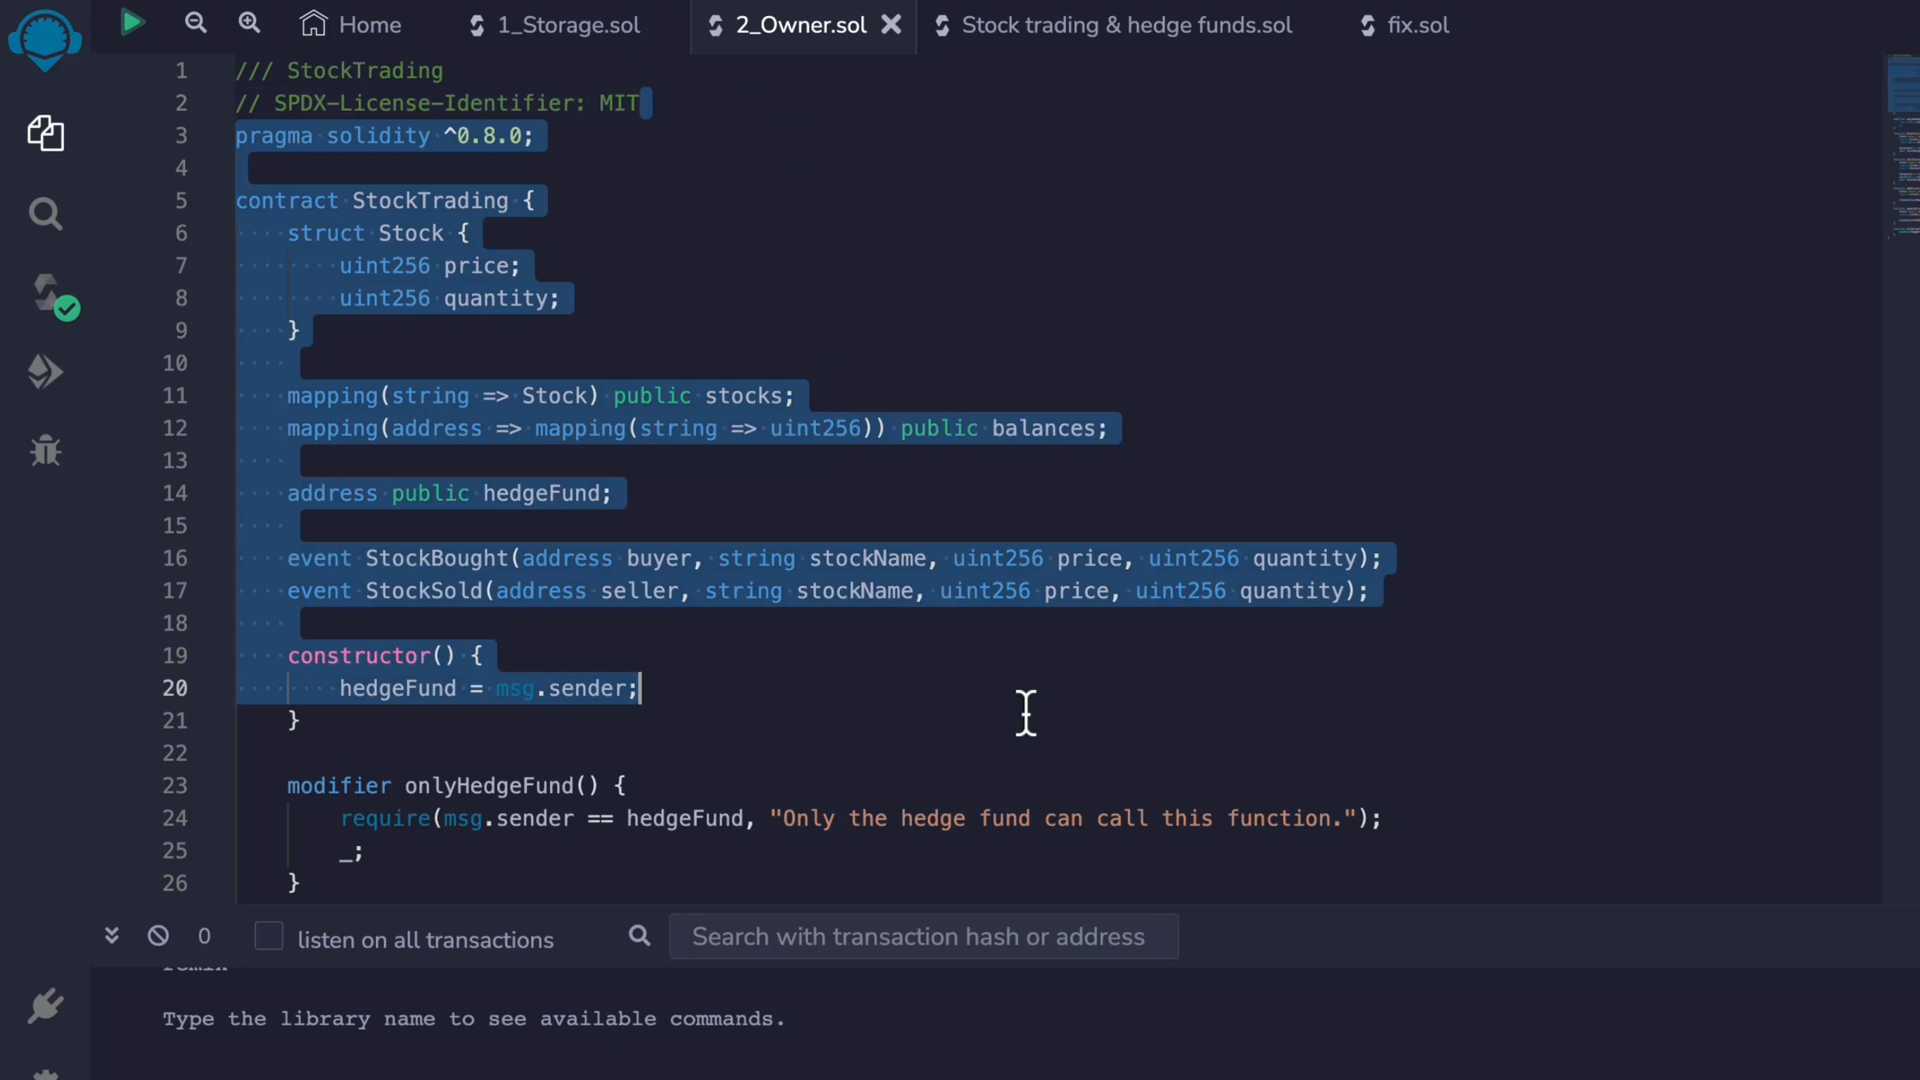 Home
1_Storage.sol
2_Owner.sol
Stock trading & hedge funds.sol
fix.sol
1 /// StockTrading
2 // SPDX-License-Identifier: MIT
3 pragma solidity ^0.8.0;
4
5 contract StockTrading {
6 struct Stock {
7 uint256 price;
8 uint256 quantity;
9 }
10
11 mapping(string => Stock) public stocks;
12 mapping(address => mapping(string => uint256)) public balances;
13
14 address public hedgeFund;
15
16 event StockBought(address buyer, string stockName, uint256 price, uint256 quantity);
17 event StockSold(address seller, string stockName, uint256 price, uint256 quantity);
18
19 constructor() {
20 hedgeFund = msg.sender;
21 }
22
23 modifier onlyHedgeFund() {
24 require(msg.sender == hedgeFund, "Only the hedge fund can call this function.");
25 _;
26 }
0 listen on all transactions Search with transaction hash or address
Type the library name to see available commands.